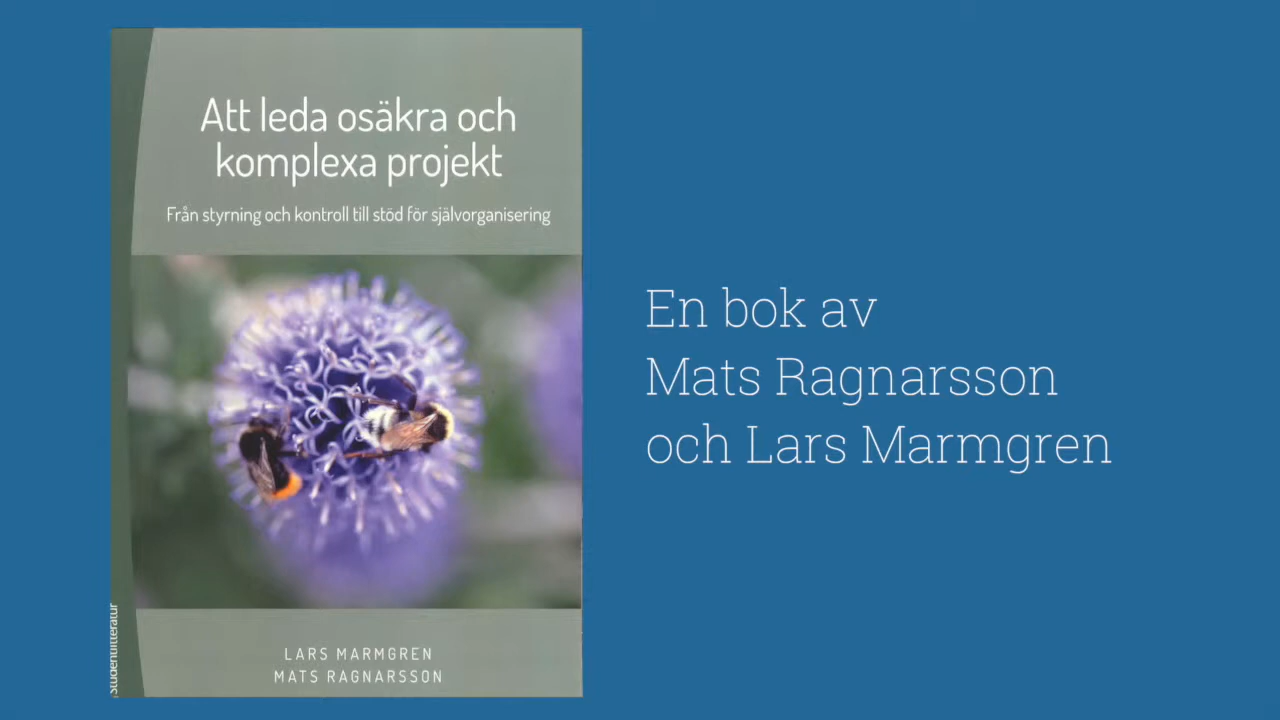 Att leda osäkra och
komplexa projekt
Från styrning och kontroll till stöd för självorganisering
Studentlitteratur
LARS MARMGREN
MATS RAGNARSSON
En bok av
Mats Ragnarsson
och Lars Marmgren